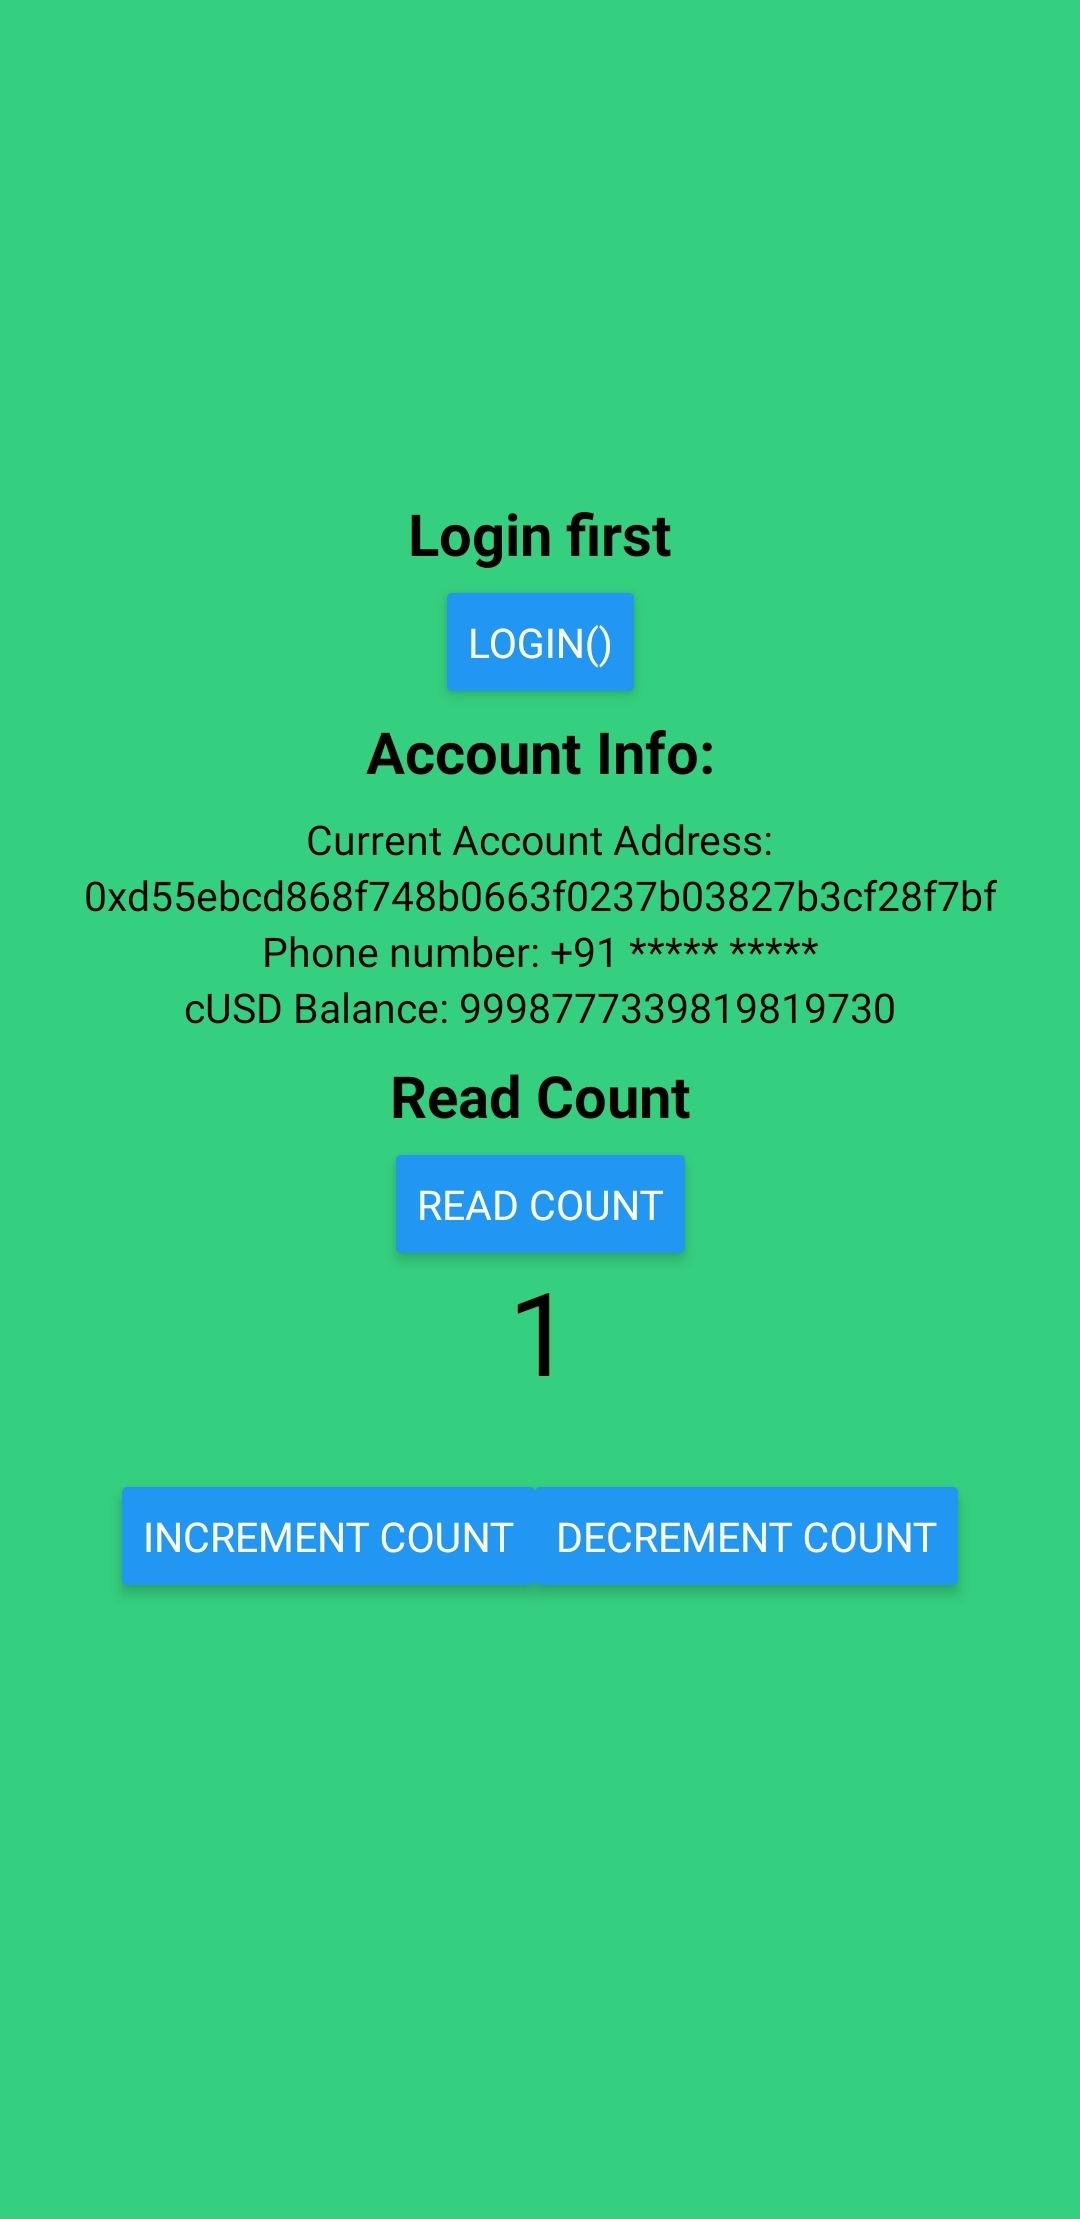 Login first
LOGIN()
Account Info:
Current Account Address:
0xd55ebcd868f748b0663f0237b03827b3cf28f7bf
Phone number: +91 ***** *****
cUSD Balance: 9998777339819819730
Read Count
READ COUNT
1
INCREMENT COUNT DECREMENT COUNT